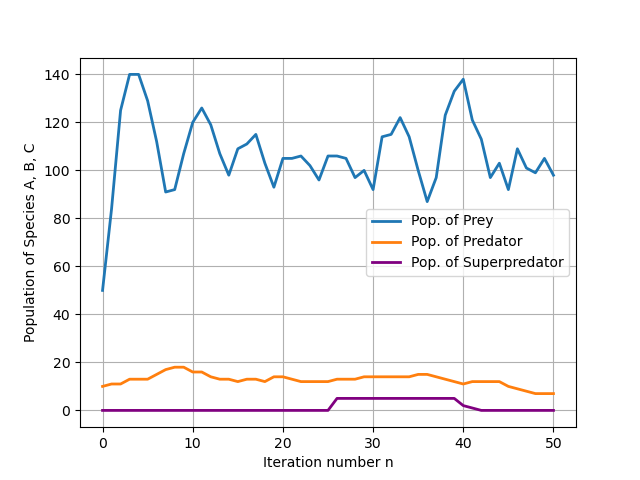 140
120
100
80
60
40
20
0
Population of Species A, B, C
Pop. of Prey
Pop. of Predator
Pop. of Superpredator
0 10 20 30 40 50
Iteration number n